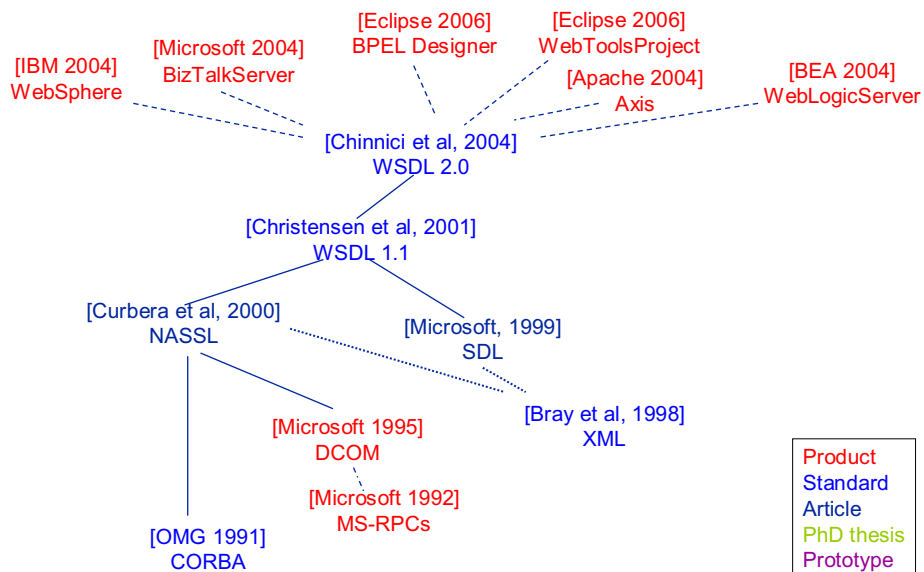 [Eclipse 2006]
BPEL Designer
[Eclipse 2006]
WebToolsProject
[Microsoft 2004]
BizTalkServer
[IBM 2004]
WebSphere
[Apache 2004]
Axis
[BEA 2004]
WebLogicServer
[Chinnici et al, 2004]
WSDL 2.0
[Christensen et al, 2001]
WSDL 1.1
[Curbera et al, 2000]
NASSL
[Microsoft, 1999]
SDL
[Bray et al, 1998]
XML
[Microsoft 1995]
DCOM
[Microsoft 1992]
MS-RPCs
[OMG 1991]
CORBA
Product
Standard
Article
PhD thesis
Prototype